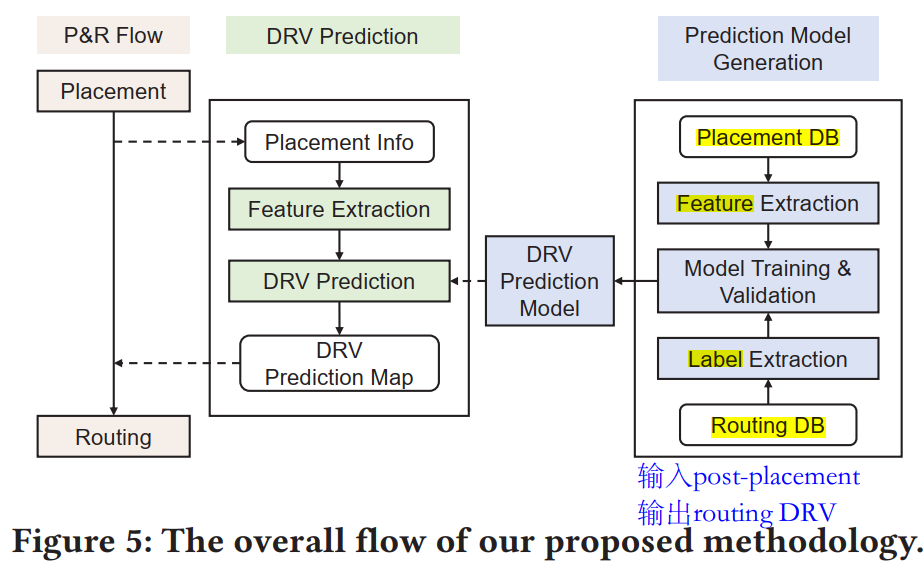 P&R Flow
Placement
Routing
DRV Prediction
Placement Info
Feature Extraction
DRV Prediction
DRV
Prediction Map
DRV
Prediction
Model
Prediction Model
Generation
Placement DB
Feature Extraction
Model Training &
Validation
Label Extraction
Routing DB
输入post-placement
输出routing DRV
Figure 5: The overall flow of our proposed methodology.